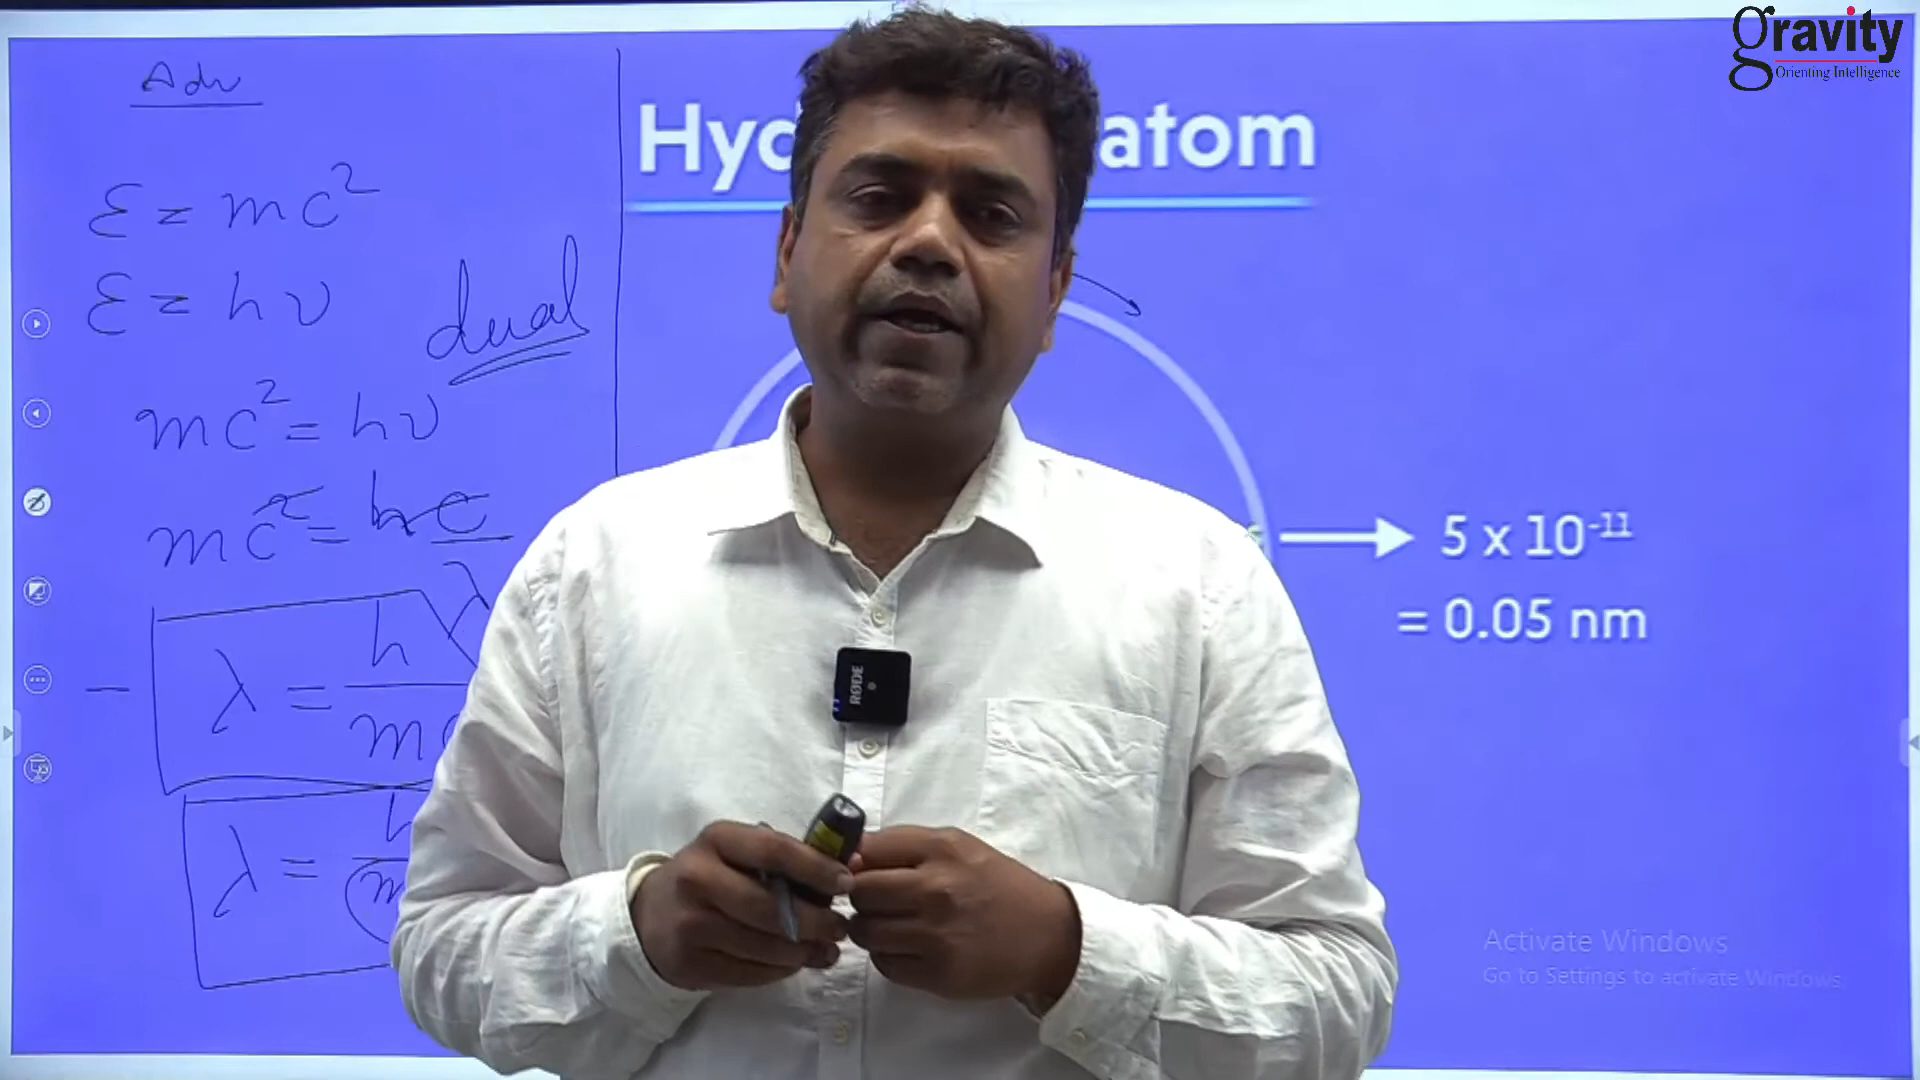 gravity
Orienting Intelligence
Adv
Hyd atom
ε = mc²
ε = hν
dual
mc² = hν
mc² = hc
λ
λ = h
m
λ = h
m
5 x 10⁻¹¹
= 0.05 nm
RØDE
Activate Windows
Go to Settings to activate Windows.